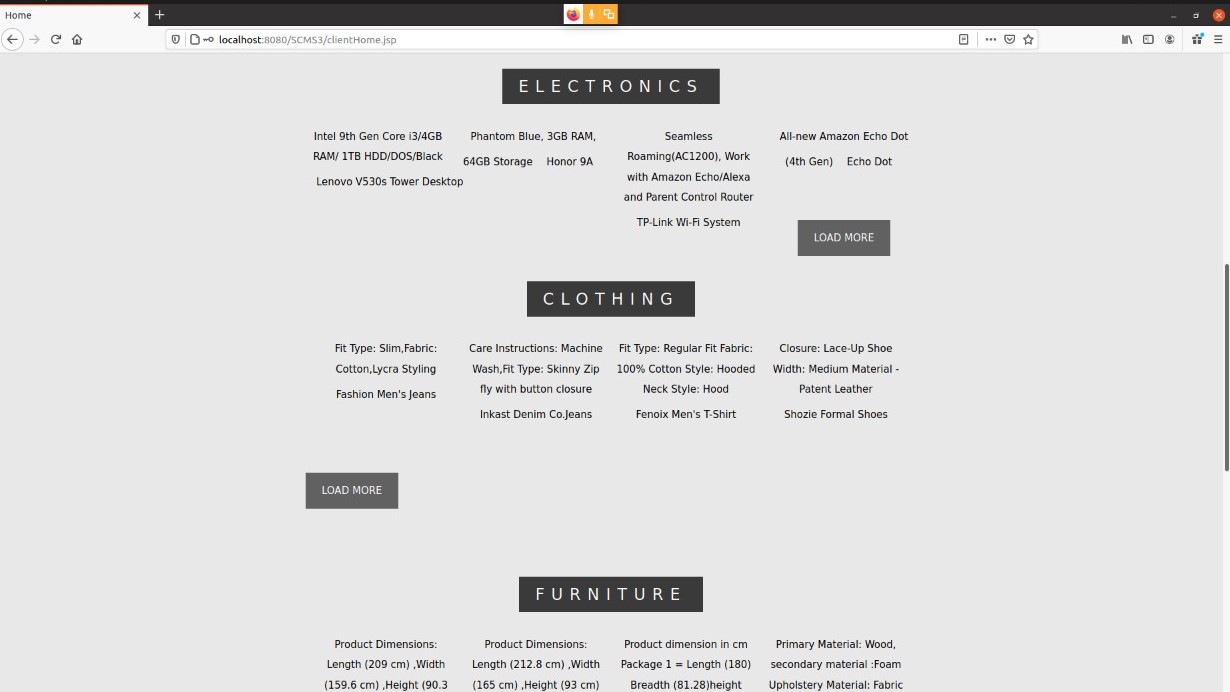 Home
localhost:8080/SCMS3/clientHome.jsp
ELECTRONICS
Intel 9th Gen Core i3/4GB
RAM/ 1TB HDD/DOS/Black
Lenovo V530s Tower Desktop
Phantom Blue, 3GB RAM,
64GB Storage Honor 9A
Seamless
Roaming(AC1200), Work
with Amazon Echo/Alexa
and Parent Control Router
TP-Link Wi-Fi System
All-new Amazon Echo Dot
(4th Gen) Echo Dot
LOAD MORE
CLOTHING
Fit Type: Slim,Fabric:
Cotton,Lycra Styling
Fashion Men's Jeans
Care Instructions: Machine
Wash,Fit Type: Skinny Zip
fly with button closure
Inkast Denim Co.Jeans
Fit Type: Regular Fit Fabric:
100% Cotton Style: Hooded
Neck Style: Hood
Fenoix Men's T-Shirt
Closure: Lace-Up Shoe
Width: Medium Material -
Patent Leather
Shozie Formal Shoes
LOAD MORE
FURNITURE
Product Dimensions:
Length (209 cm) ,Width
(159.6 cm) ,Height (90.3
Product Dimensions:
Length (212.8 cm) ,Width
(165 cm) ,Height (93 cm)
Product dimension in cm
Package 1 = Length (180)
Breadth (81.28)height
Primary Material: Wood,
secondary material :Foam
Upholstery Material: Fabric